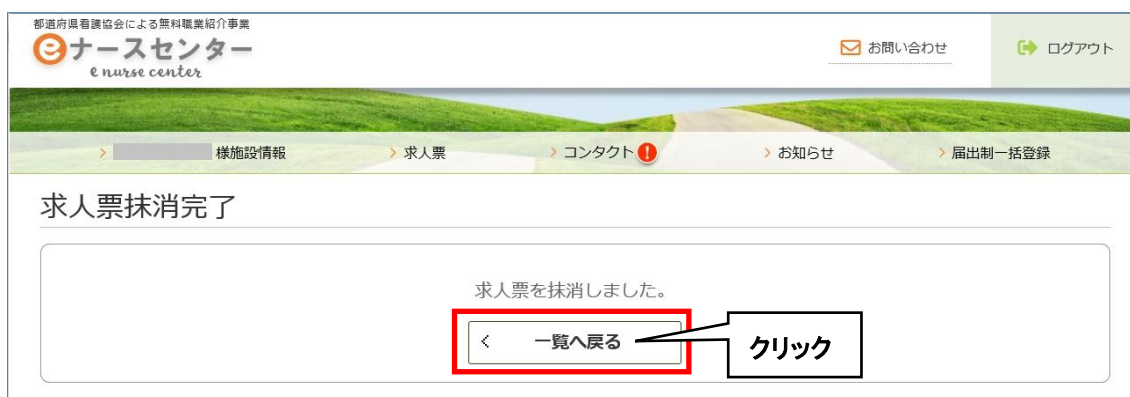 都道府県看護協会による無料職業紹介事業
eナースセンター
e nurse center
お問い合わせ
ログアウト
様施設情報
求人票
コンタクト
お知らせ
届出制一括登録
求人票抹消完了
求人票を抹消しました。
一覧へ戻る
クリック